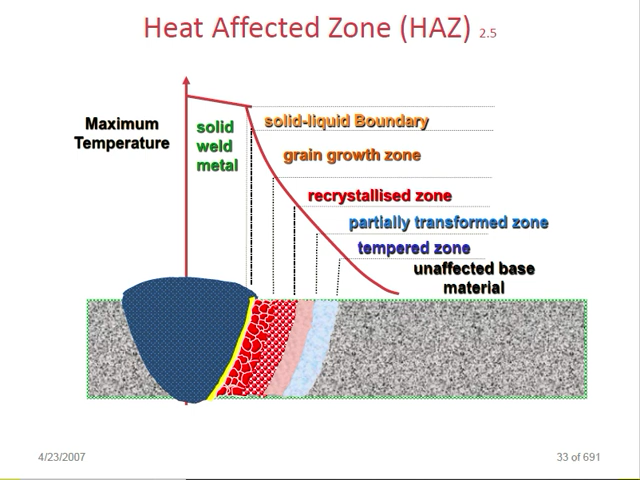 Heat Affected Zone (HAZ) 2.5
Maximum
Temperature
solid
weld
metal
solid-liquid Boundary
grain growth zone
recrystallised zone
partially transformed zone
tempered zone
unaffected base
material
4/23/2007
33 of 691